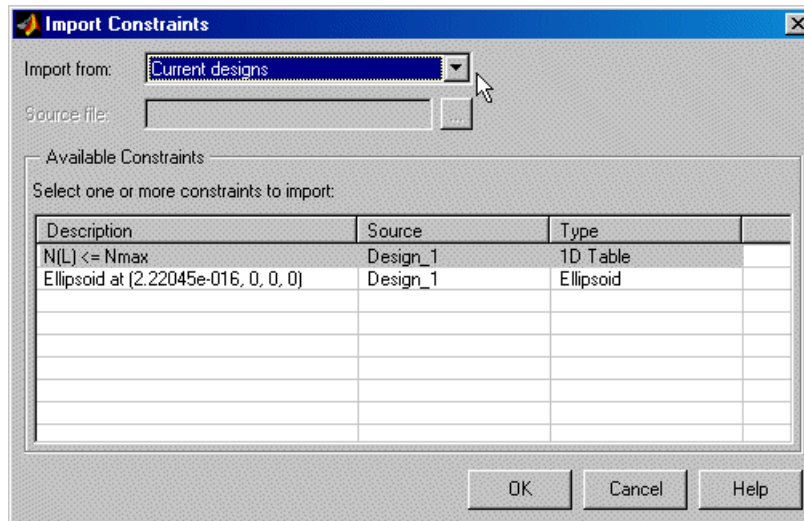 Import Constraints
Import from: Current designs
Source file: ...
Available Constraints
Select one or more constraints to import:
Description Source Type
N(L) <= Nmax Design_1 1D Table
Ellipsoid at (2.22045e-016, 0, 0, 0) Design_1 Ellipsoid
OK Cancel Help